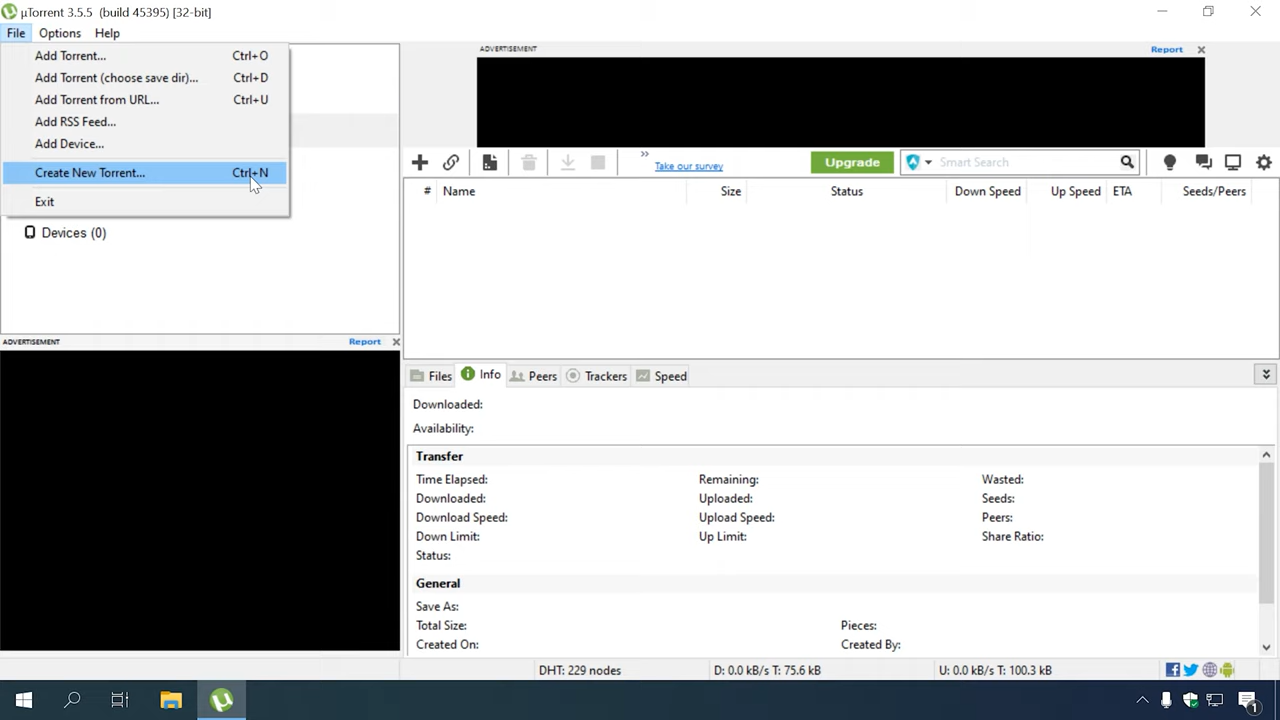 µTorrent 3.5.5 (build 45395) [32-bit]
File Options Help
Add Torrent... Ctrl+O
Add Torrent (choose save dir)... Ctrl+D
Add Torrent from URL... Ctrl+U
Add RSS Feed...
Add Device...
Create New Torrent... Ctrl+N
Exit
Devices (0)
ADVERTISEMENT Report
ADVERTISEMENT Report
Take our survey Upgrade Smart Search
# Name Size Status Down Speed Up Speed ETA Seeds/Peers
Files Info Peers Trackers Speed
Downloaded:
Availability:
Transfer
Time Elapsed: Remaining: Wasted:
Downloaded: Uploaded: Seeds:
Download Speed: Upload Speed: Peers:
Down Limit: Up Limit: Share Ratio:
Status:
General
Save As:
Total Size: Pieces:
Created On: Created By:
DHT: 229 nodes D: 0.0 kB/s T: 75.6 kB U: 0.0 kB/s T: 100.3 kB
1